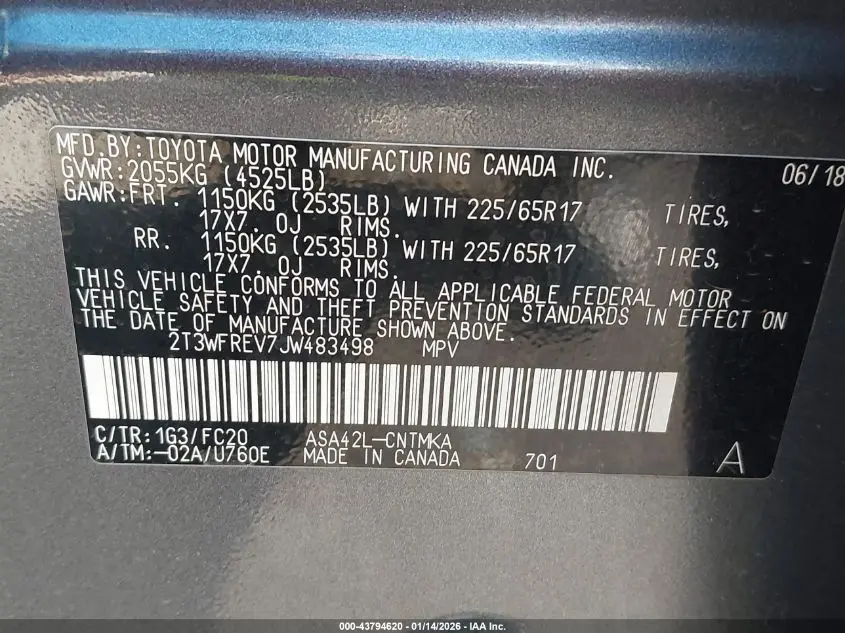 MFD.BY:TOYOTA MOTOR MANUFACTURING CANADA INC. 06/18
GVWR:2055KG (4525LB)
GAWR:FRT. 1150KG (2535LB) WITH 225/65R17 TIRES,
17X7.0J RIMS.
RR. 1150KG (2535LB) WITH 225/65R17 TIRES,
17X7.0J RIMS.
THIS VEHICLE CONFORMS TO ALL APPLICABLE FEDERAL MOTOR
VEHICLE SAFETY AND THEFT PREVENTION STANDARDS IN EFFECT ON
THE DATE OF MANUFACTURE SHOWN ABOVE.
2T3WFREV7JW483498 MPV
C/TR:1G3/FC20 ASA42L-CNTMKA
A/TM:-02A/U760E MADE IN CANADA 701 A
000-43794620 - 01/14/2026 - IAA Inc.